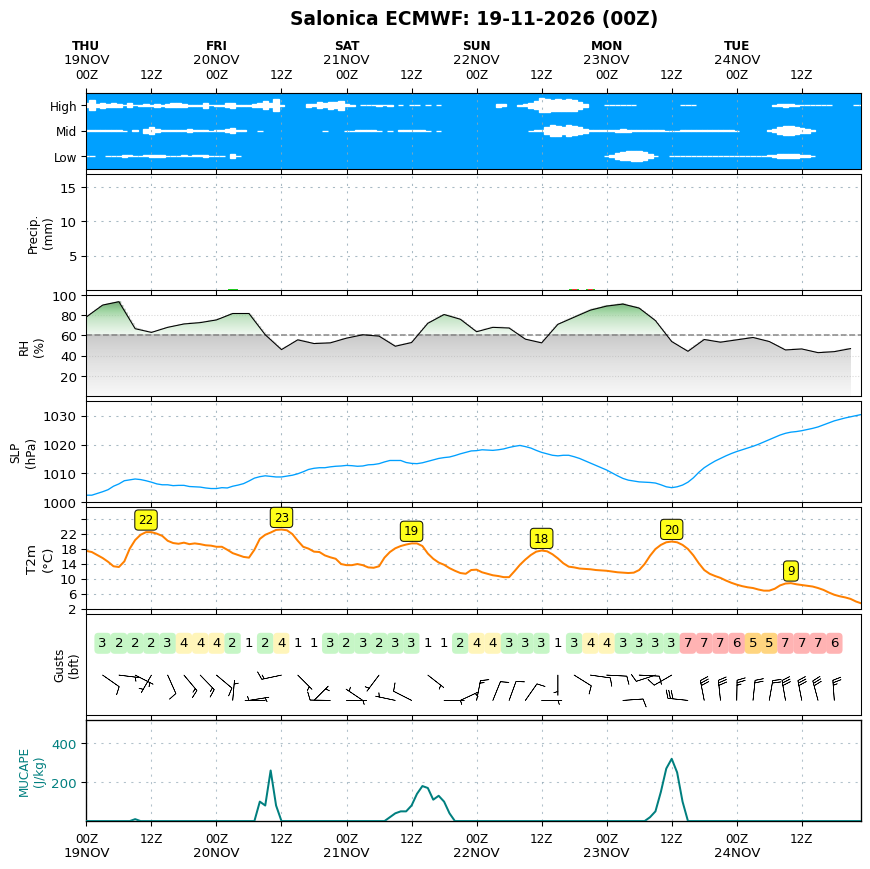 Salonica ECMWF: 19-11-2026 (00Z)
THU FRI SAT SUN MON TUE
19NOV 20NOV 21NOV 22NOV 23NOV 24NOV
00Z 12Z 00Z 12Z 00Z 12Z 00Z 12Z 00Z 12Z 00Z 12Z
High
Mid
Low
Precip.
(mm)
15
10
5
RH
(%)
100
80
60
40
20
SLP
(hPa)
1030
1020
1010
1000
T2m
(°C)
22
18
14
10
6
2
22 23 19 18 20 9
Gusts
(bft)
3 2 2 2 2 3 4 4 4 2 1 2 4 1 1 3 2 3 2 3 3 1 1 2 4 4 3 3 3 1 3 4 4 3 3 3 3 7 7 7 6 5 5 7 7 7 6
MUCAPE
(J/kg)
400
200
00Z 12Z 00Z 12Z 00Z 12Z 00Z 12Z 00Z 12Z 00Z 12Z
19NOV 20NOV 21NOV 22NOV 23NOV 24NOV